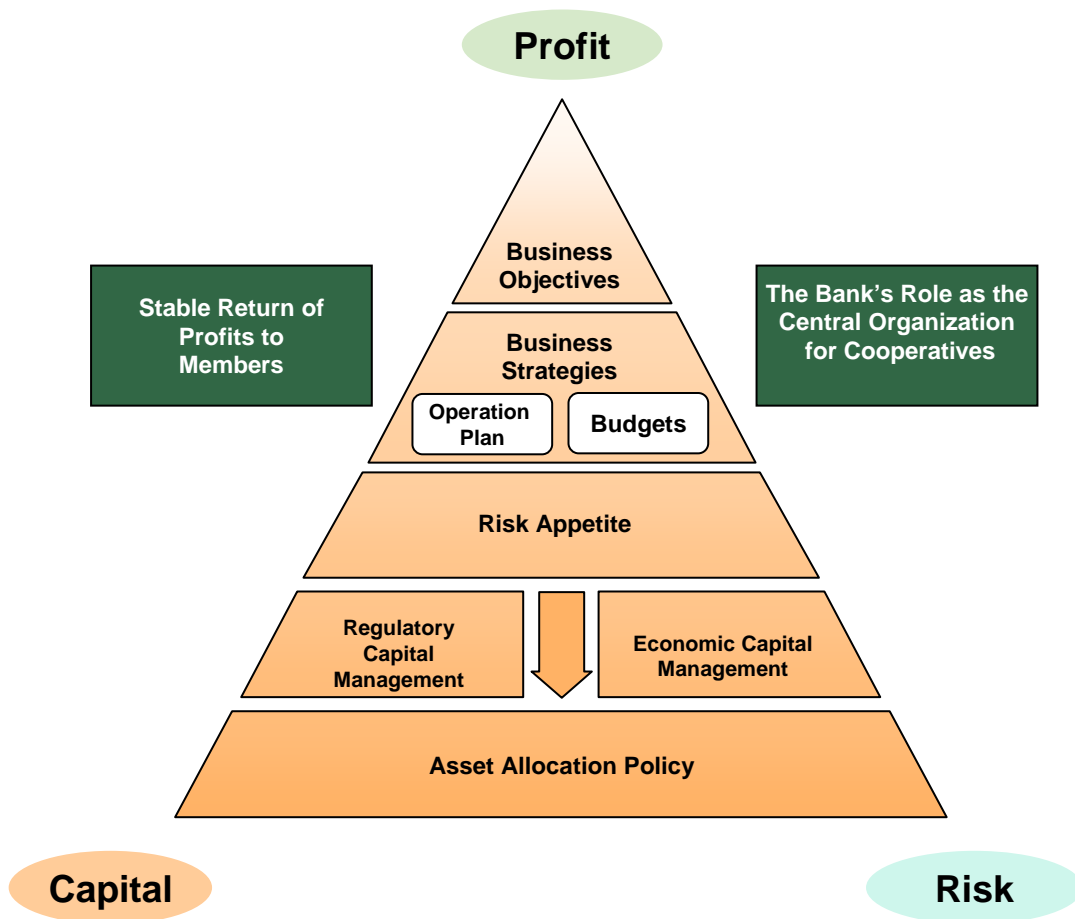 Profit
Business
Objectives
Stable Return of
Profits to
Members
The Bank’s Role as the
Central Organization
for Cooperatives
Business
Strategies
Operation
Plan
Budgets
Risk Appetite
Regulatory
Capital
Management
Economic Capital
Management
Asset Allocation Policy
Capital
Risk